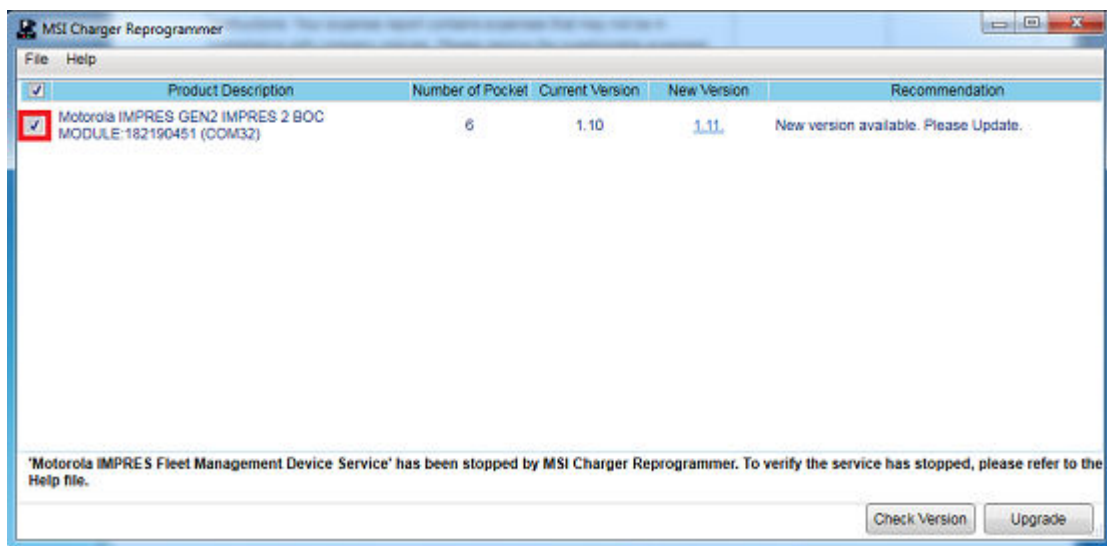 MSI Charger Reprogrammer
File Help
Product Description Number of Pocket Current Version New Version Recommendation
Motorola IMPRES GEN2 IMPRES 2 BOC
MODULE:182190451 (COM32) 6 1.10 1.11. New version available. Please Update.
'Motorola IMPRES Fleet Management Device Service' has been stopped by MSI Charger Reprogrammer. To verify the service has stopped, please refer to the
Help file.
Check Version Upgrade